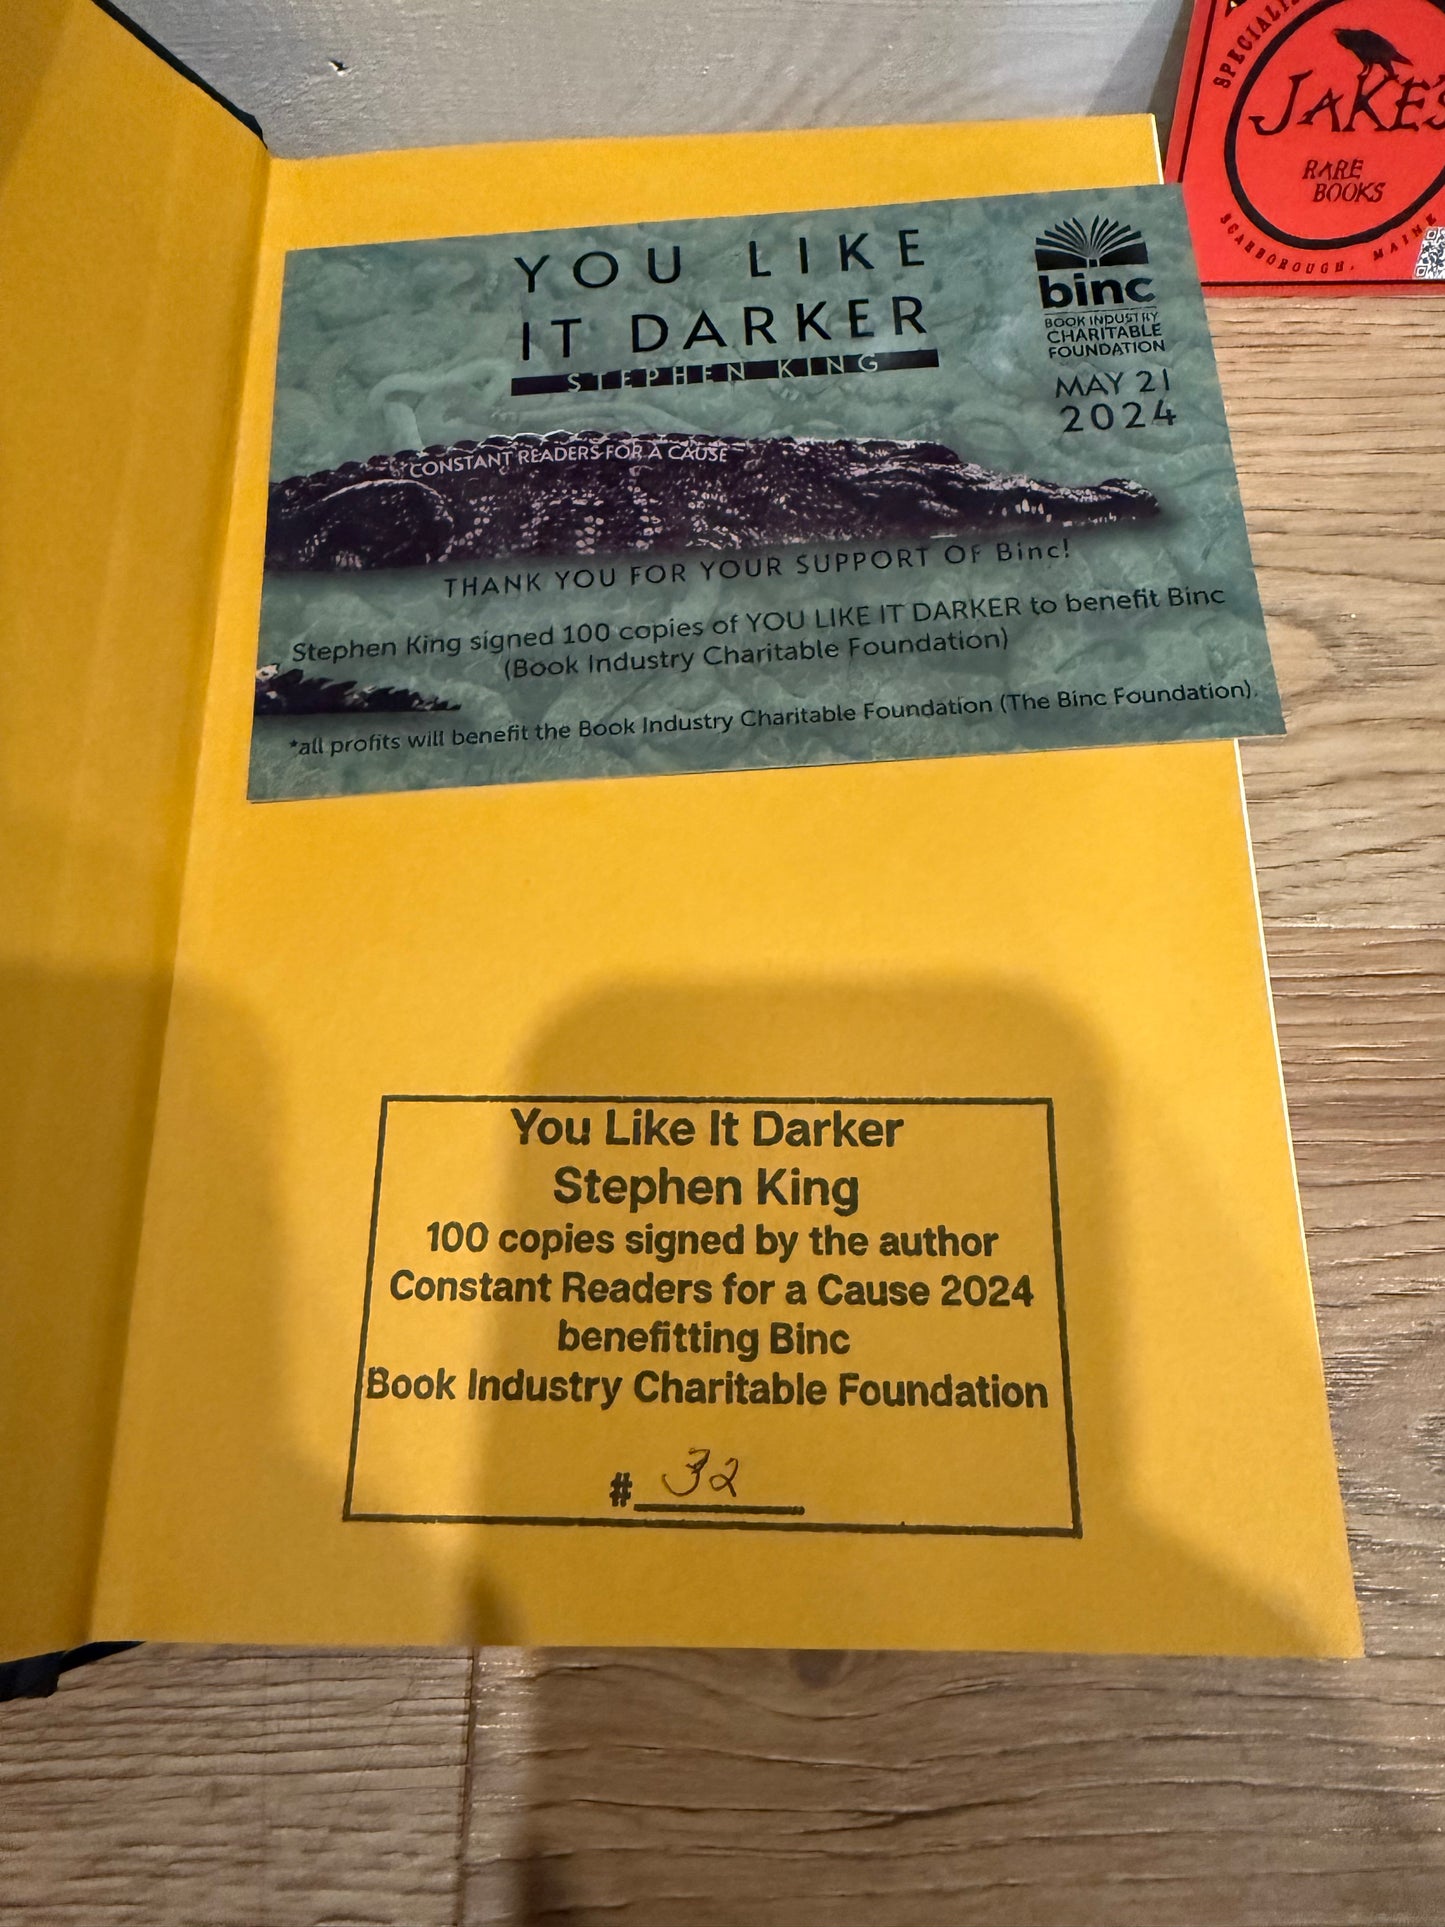 SPECIALI
JAKE'S
RARE
BOOKS
SCARBOROUGH, MAINE
YOU LIKE
IT DARKER
STEPHEN KING
binc
BOOK INDUSTRY
CHARITABLE
FOUNDATION
MAY 21
2024
CONSTANT READERS FOR A CAUSE
THANK YOU FOR YOUR SUPPORT OF Binc!
Stephen King signed 100 copies of YOU LIKE IT DARKER to benefit Binc
(Book Industry Charitable Foundation)
*all profits will benefit the Book Industry Charitable Foundation (The Binc Foundation).
You Like It Darker
Stephen King
100 copies signed by the author
Constant Readers for a Cause 2024
benefitting Binc
Book Industry Charitable Foundation
# 32